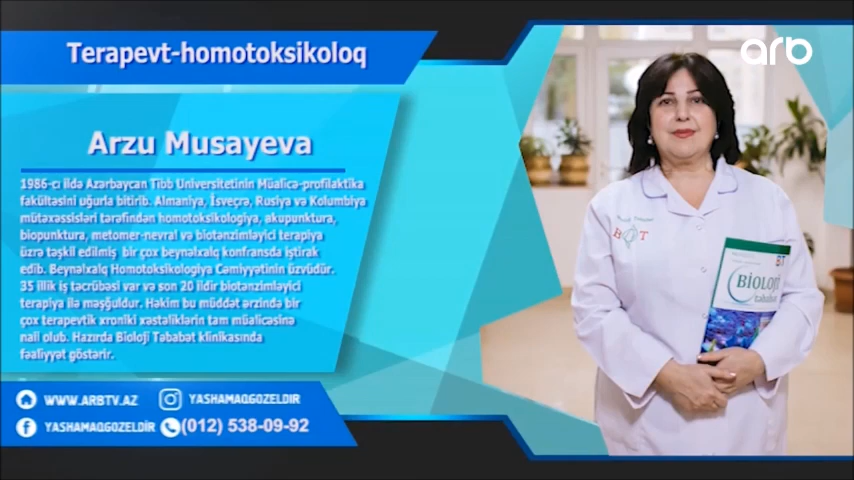 arb
Terapevt-homotoksikoloq
Arzu Musayeva
1986-cı ildə Azərbaycan Tibb Universitetinin Müalicə-profilaktika
fakültəsini uğurla bitirib. Almaniya, İsveçrə, Rusiya və Kolumbiya
mütəxəssisləri tərəfindən homotoksikologiya, akupunktura,
biopunktura, metomer-nevral və biotənzimləyici terapiya
üzrə təşkil edilmiş bir çox beynəlxalq konfransda iştirak
edib. Beynəlxalq Homotoksikologiya Cəmiyyətinin üzvüdür.
35 illik iş təcrübəsi var və son 20 ildir biotənzimləyici
terapiya ilə məşğuldur. Həkim bu müddət ərzində bir
çox terapevtik xroniki xəstəliklərin tam müalicəsinə
nail olub. Hazırda Bioloji Təbabət klinikasında
fəaliyyət göstərir.
WWW.ARBTV.AZ
YASHAMAQGOZELDIR
YASHAMAQGOZELDİR
(012) 538-09-92
B T
BİOLOJİ
təbabət